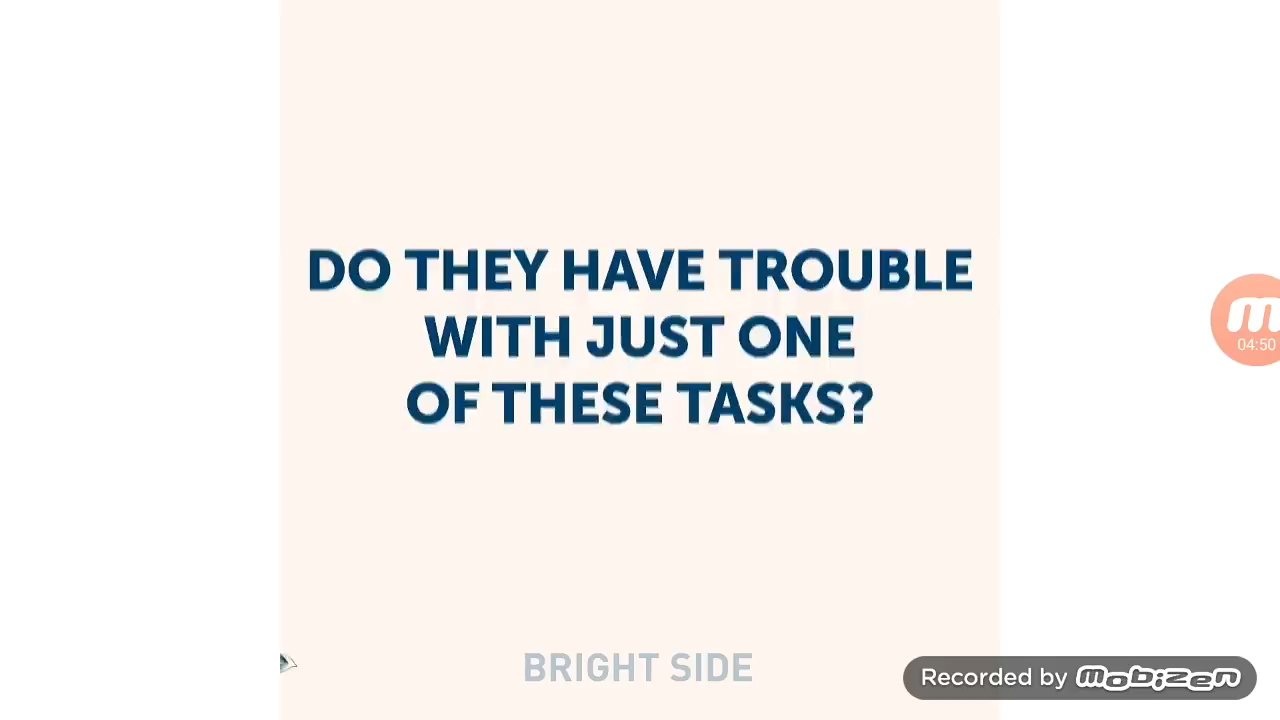 DO THEY HAVE TROUBLE
WITH JUST ONE
OF THESE TASKS?
04:50
BRIGHT SIDE
Recorded by mobizen